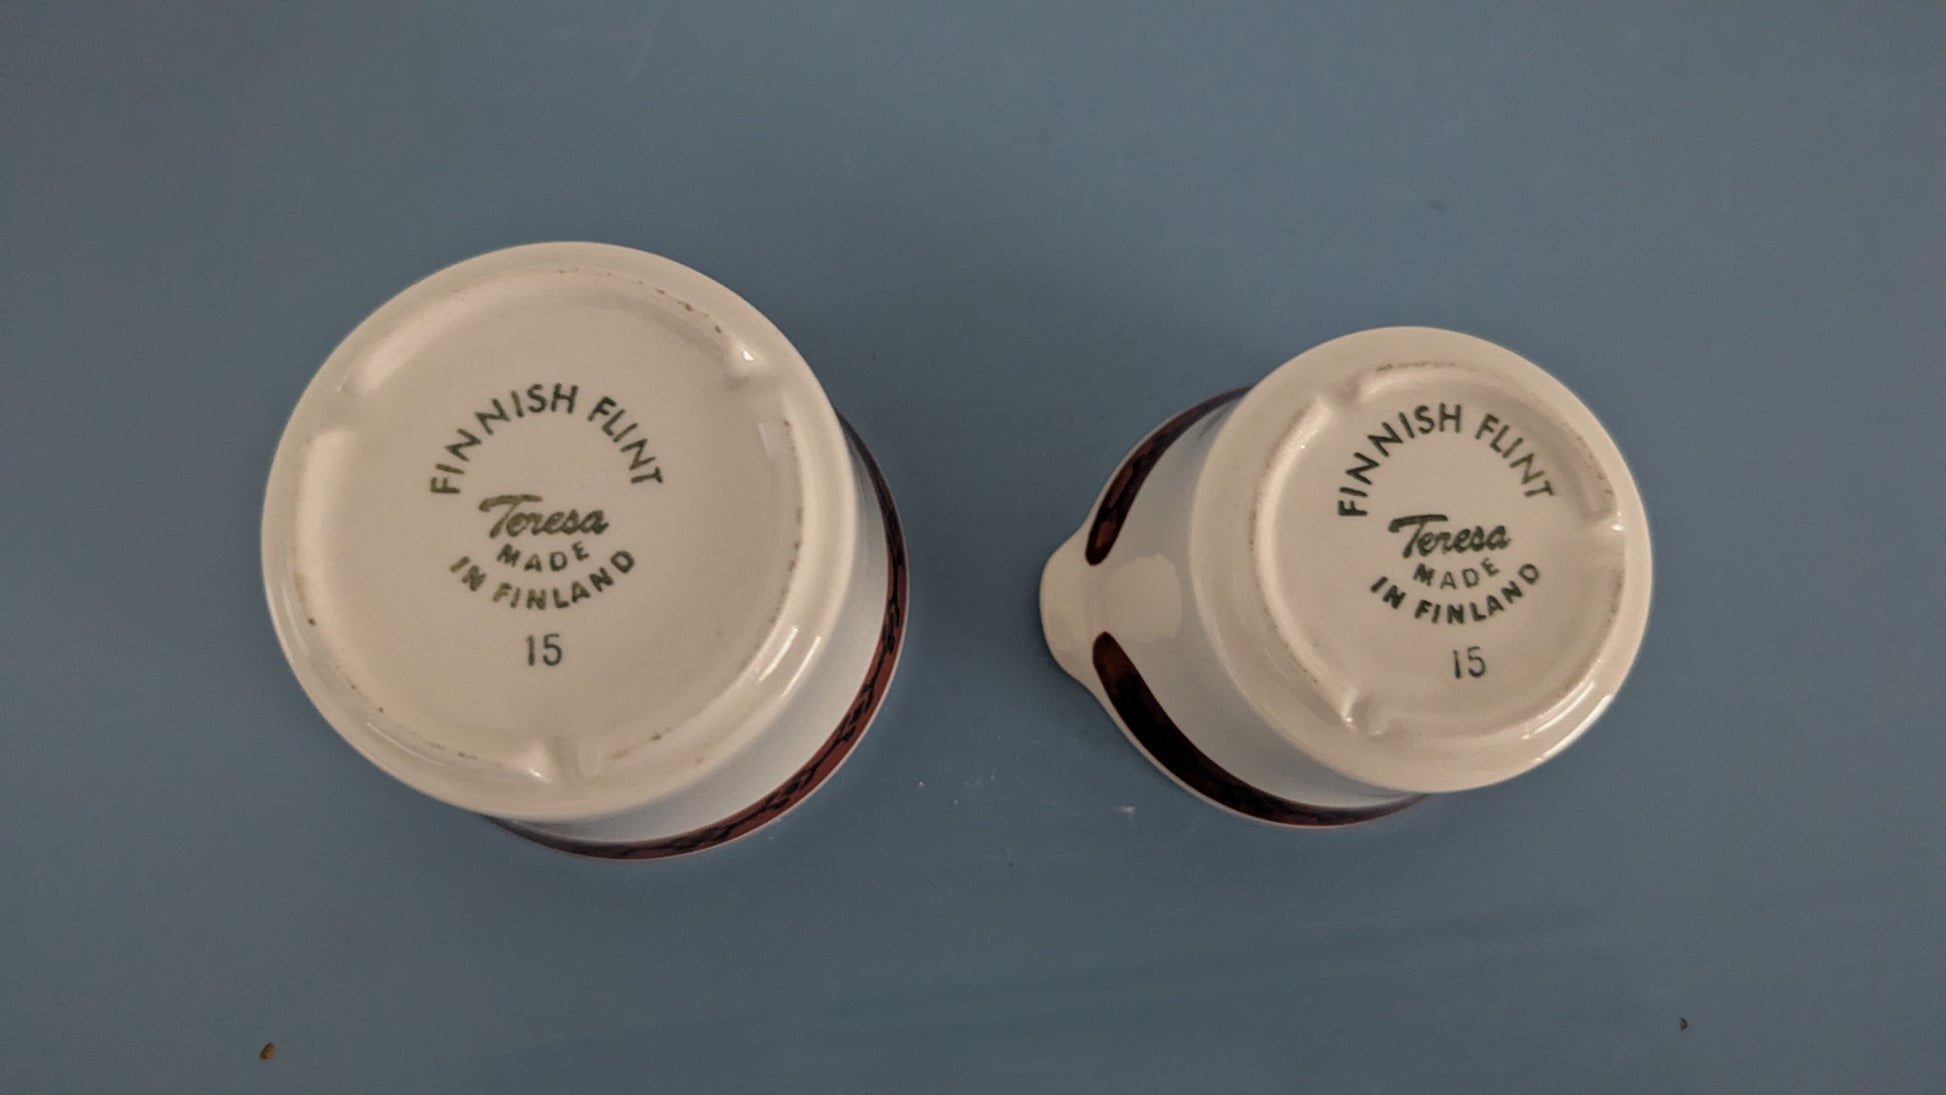 FINNISH FLINT
Teresa
MADE
IN FINLAND
15
FINNISH FLINT
Teresa
MADE
IN FINLAND
15